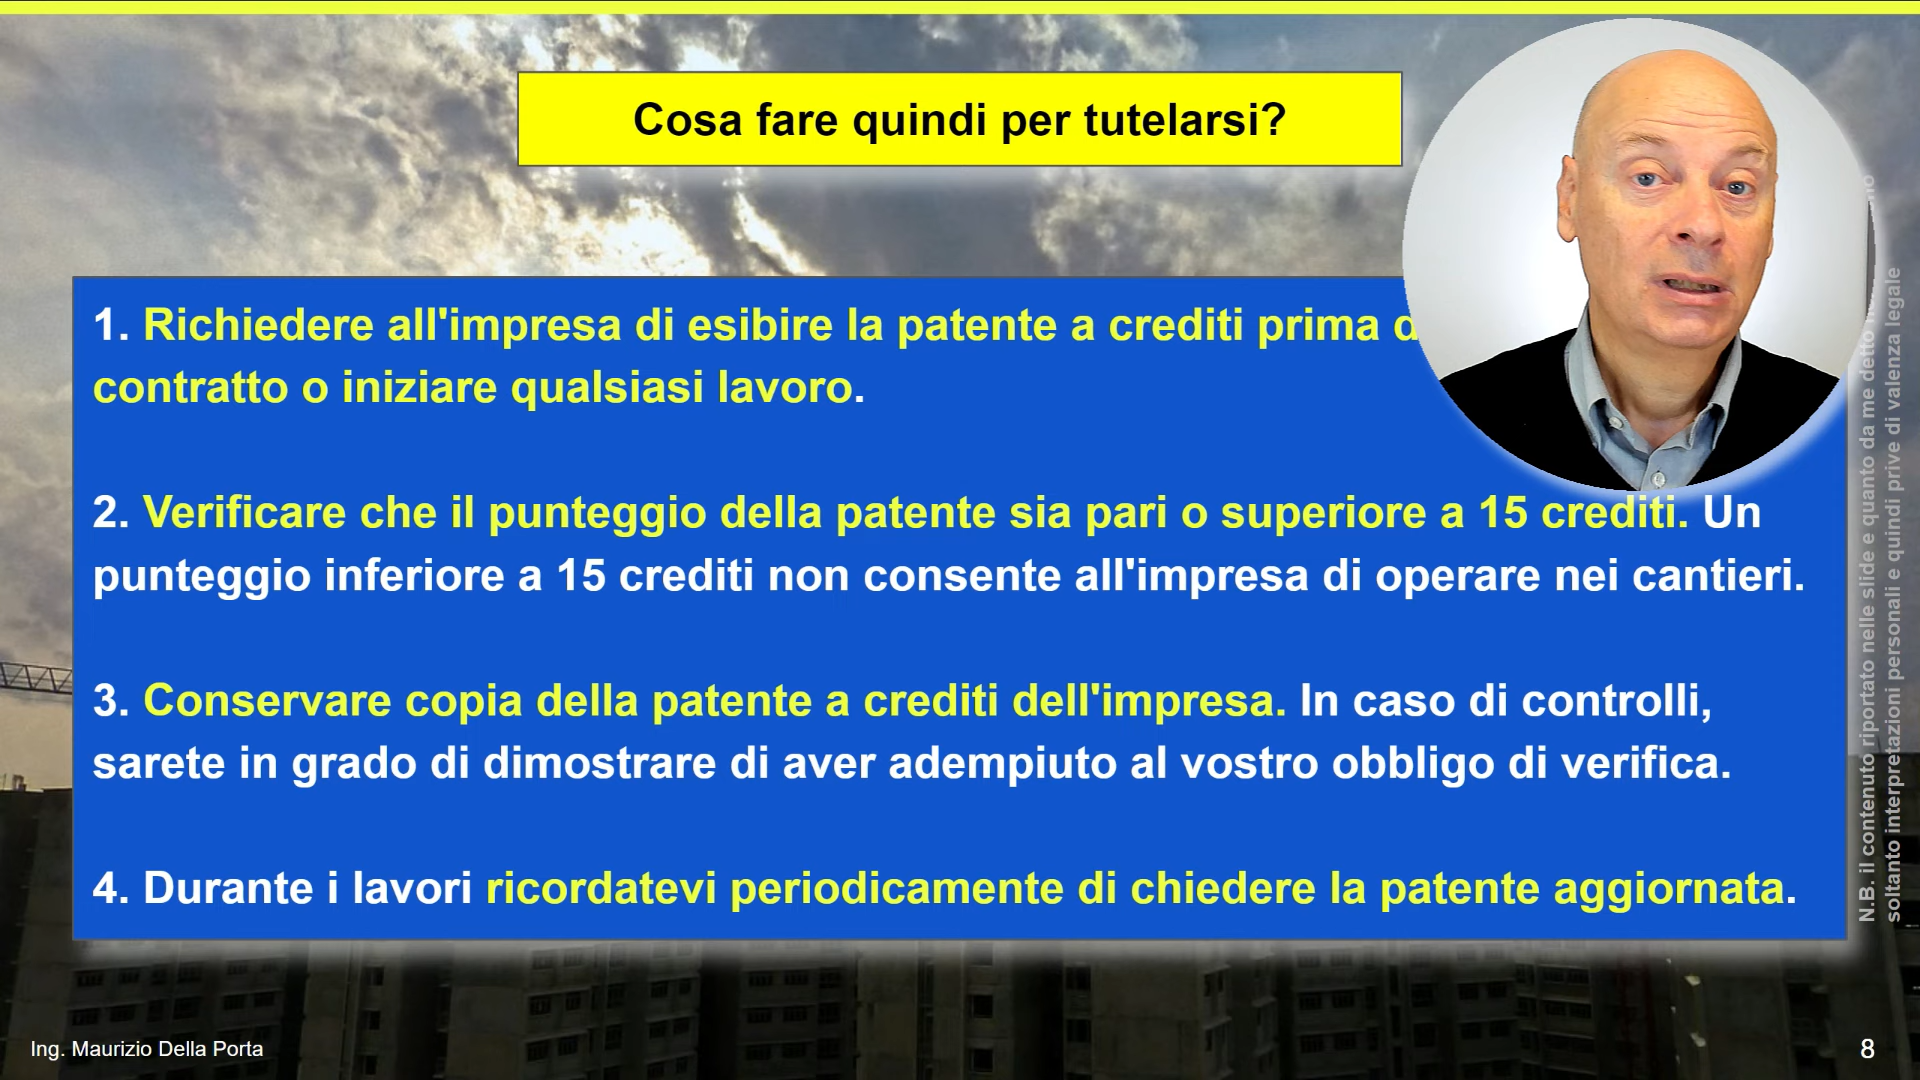 Cosa fare quindi per tutelarsi?
1. Richiedere all'impresa di esibire la patente a crediti prima
contratto o iniziare qualsiasi lavoro.
2. Verificare che il punteggio della patente sia pari o superiore a 15 crediti. Un
punteggio inferiore a 15 crediti non consente all'impresa di operare nei cantieri.
3. Conservare copia della patente a crediti dell'impresa. In caso di controlli,
sarete in grado di dimostrare di aver adempiuto al vostro obbligo di verifica.
4. Durante i lavori ricordatevi periodicamente di chiedere la patente aggiornata.
N.B. il contenuto riportato nelle slide e quanto da me detto
soltanto interpretazioni personali e quindi prive di valenza legale
Ing. Maurizio Della Porta
8